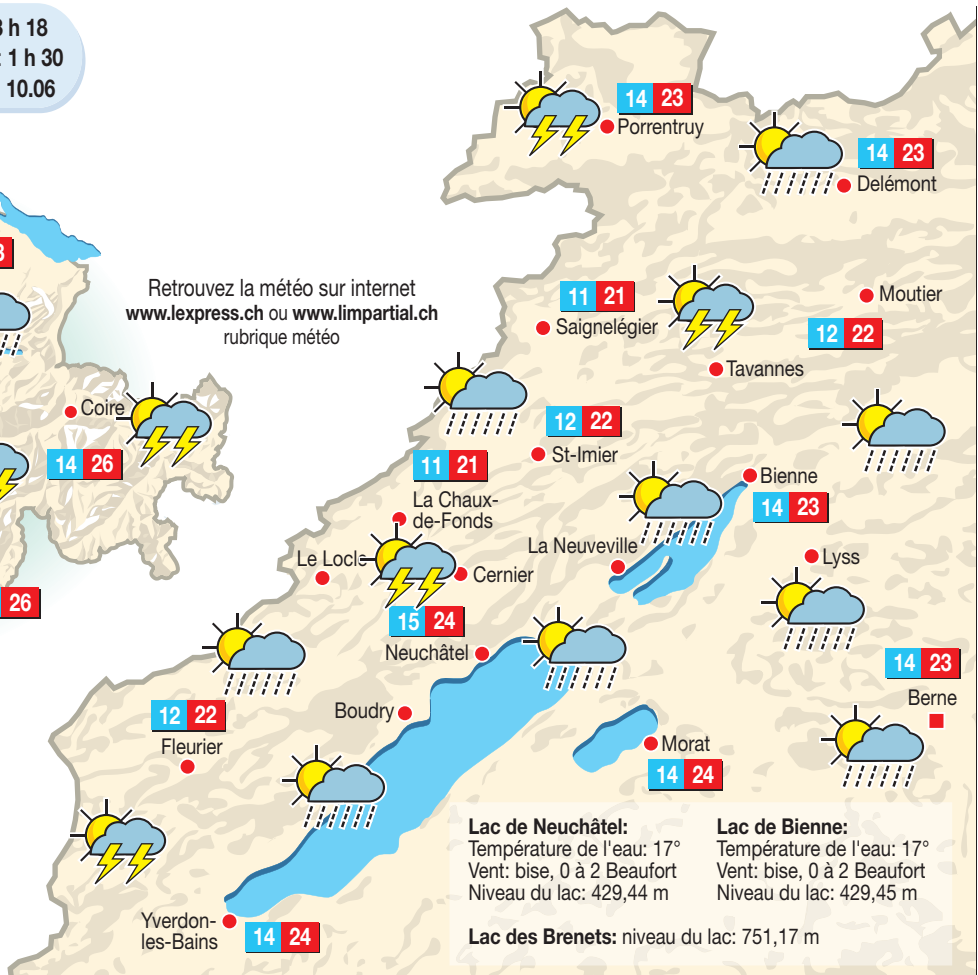 3 h 18
: 1 h 30
10.06
14 23
Porrentruy
14 23
Delémont
Retrouvez la météo sur internet
www.lexpress.ch ou www.limpartial.ch
rubrique météo
11 21
Saignelégier
Moutier
12 22
Tavannes
Coire
14 26
12 22
St-Imier
11 21
La Chaux-
de-Fonds
Bienne
14 23
La Neuveville
Lyss
Le Locle
Cernier
26
15 24
Neuchâtel
14 23
Berne
12 22
Fleurier
Boudry
Morat
14 24
Yverdon-
les-Bains
14 24
Lac de Neuchâtel:
Température de l'eau: 17°
Vent: bise, 0 à 2 Beaufort
Niveau du lac: 429,44 m
Lac de Bienne:
Température de l'eau: 17°
Vent: bise, 0 à 2 Beaufort
Niveau du lac: 429,45 m
Lac des Brenets: niveau du lac: 751,17 m